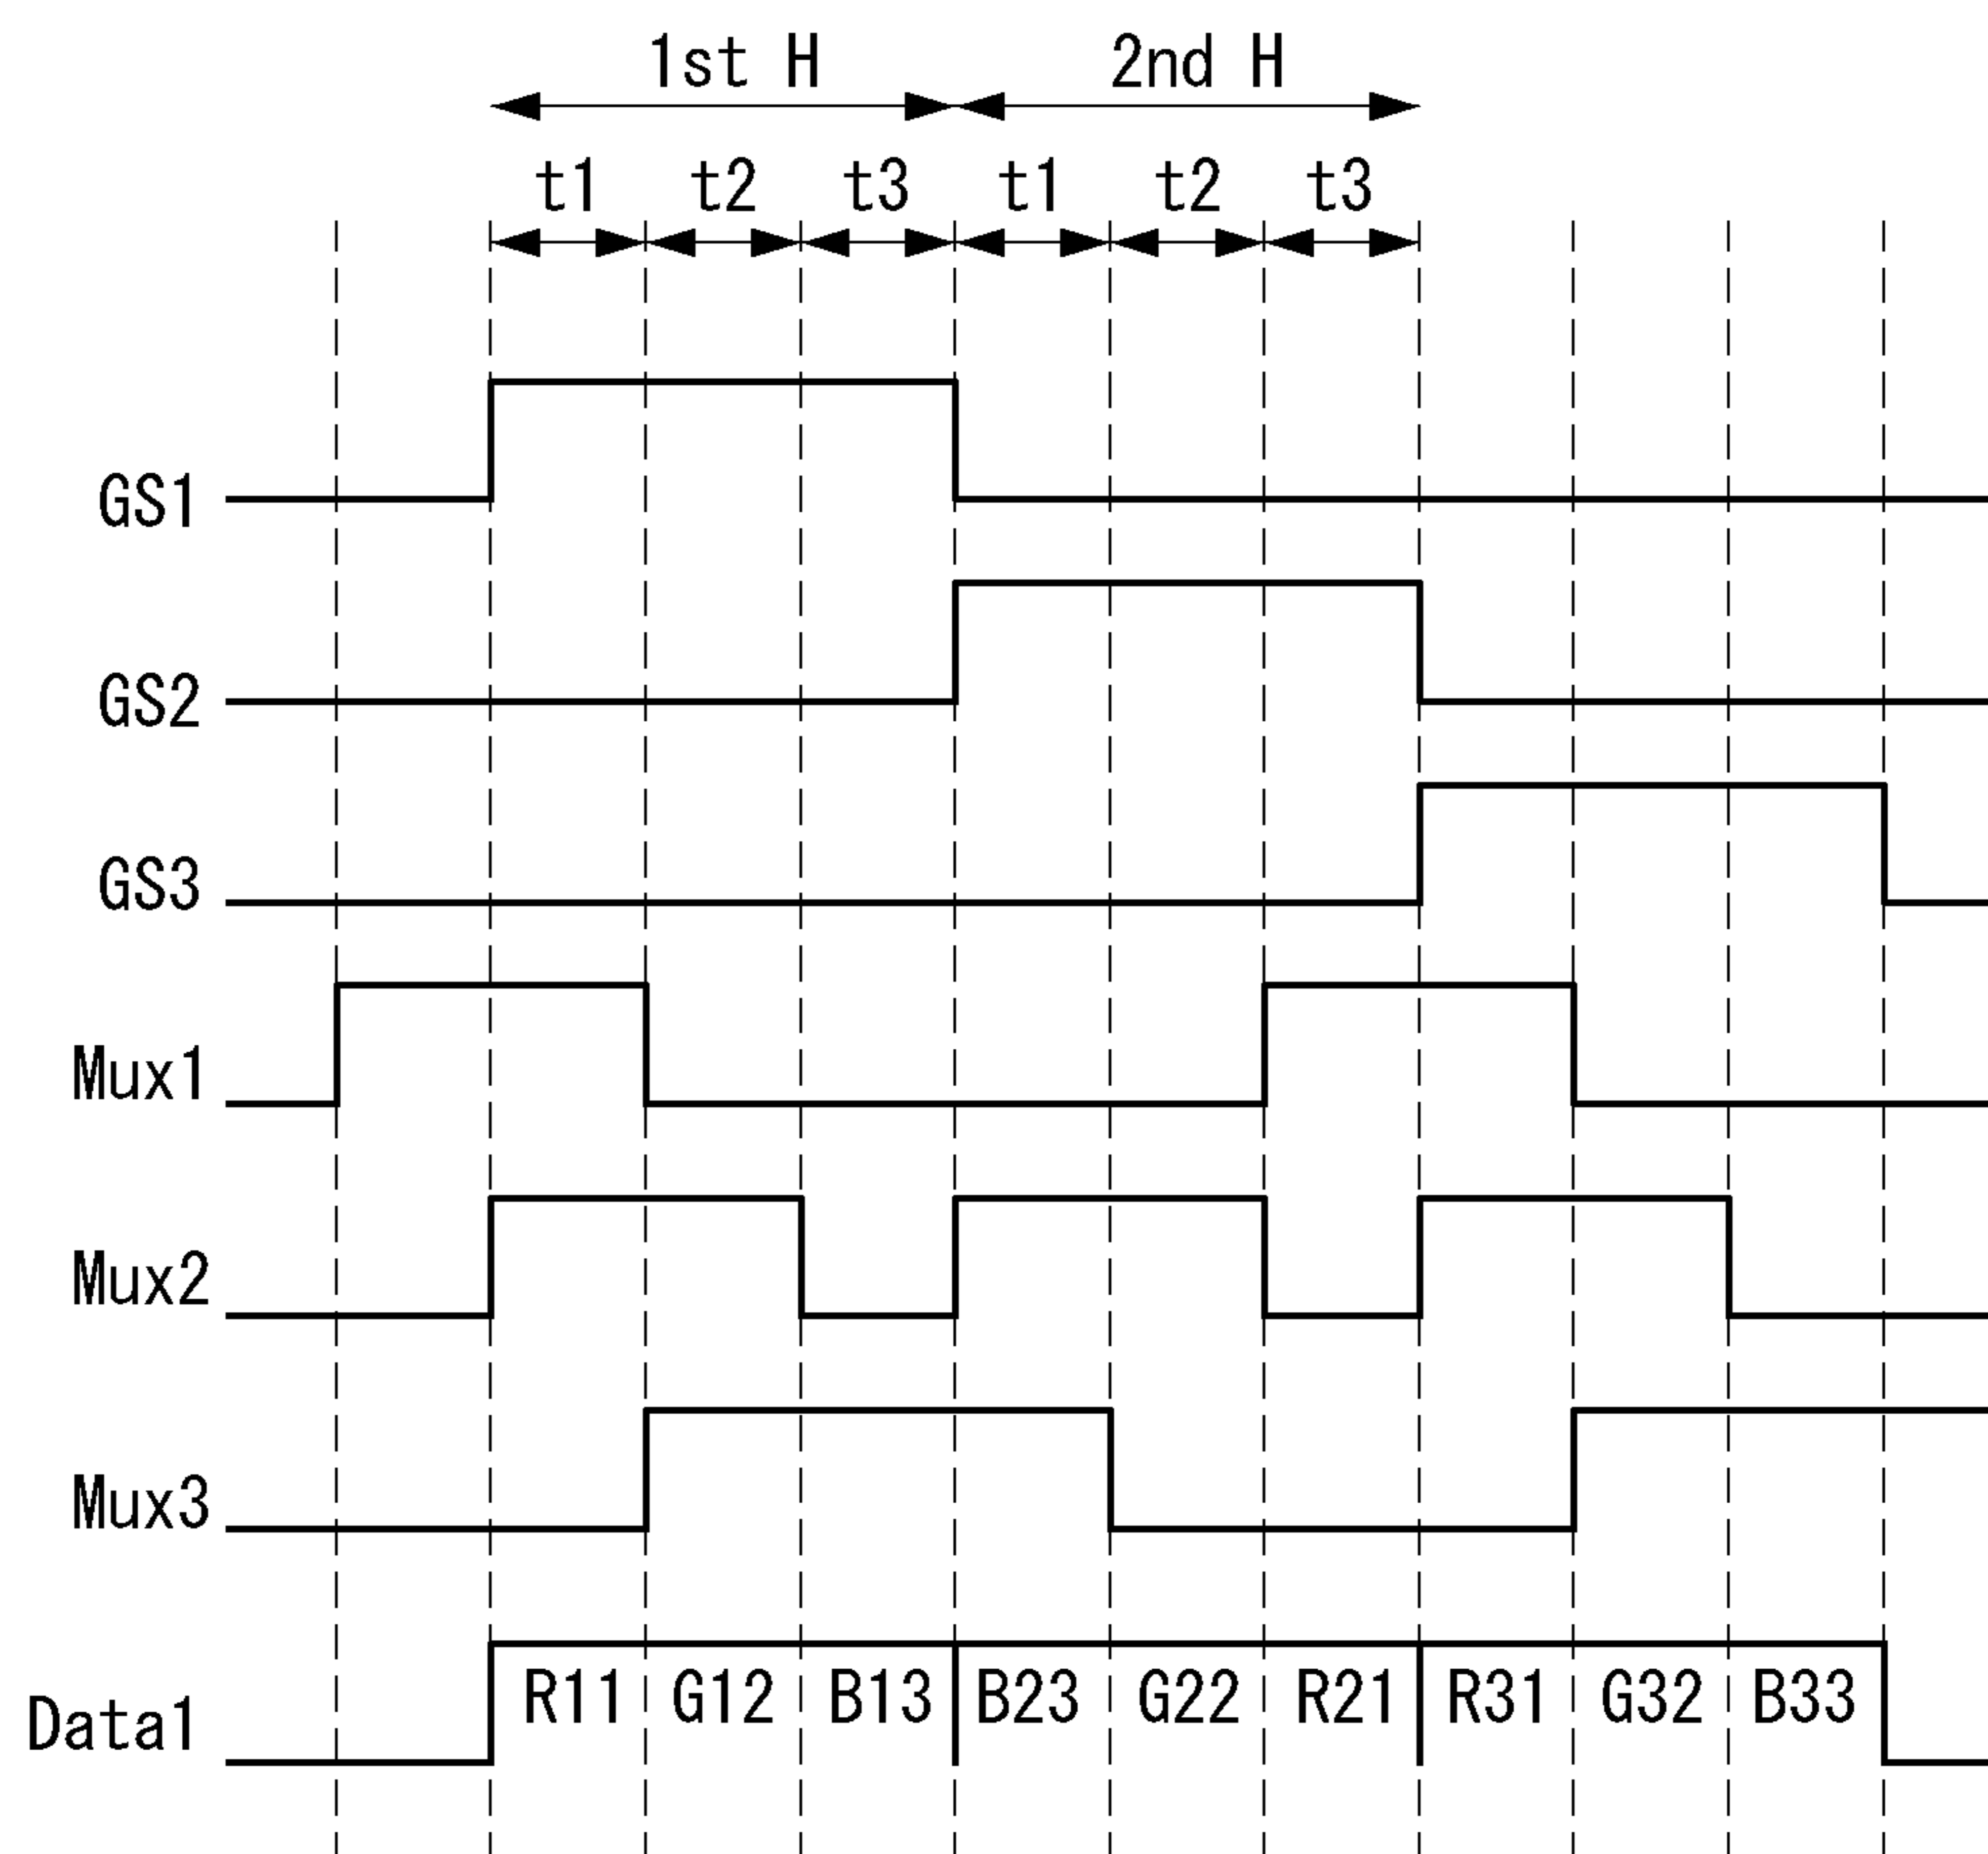 1st H 2nd H
t1 t2 t3 t1 t2 t3
GS1
GS2
GS3
Mux1
Mux2
Mux3
Data1 R11 G12 B13 B23 G22 R21 R31 G32 B33